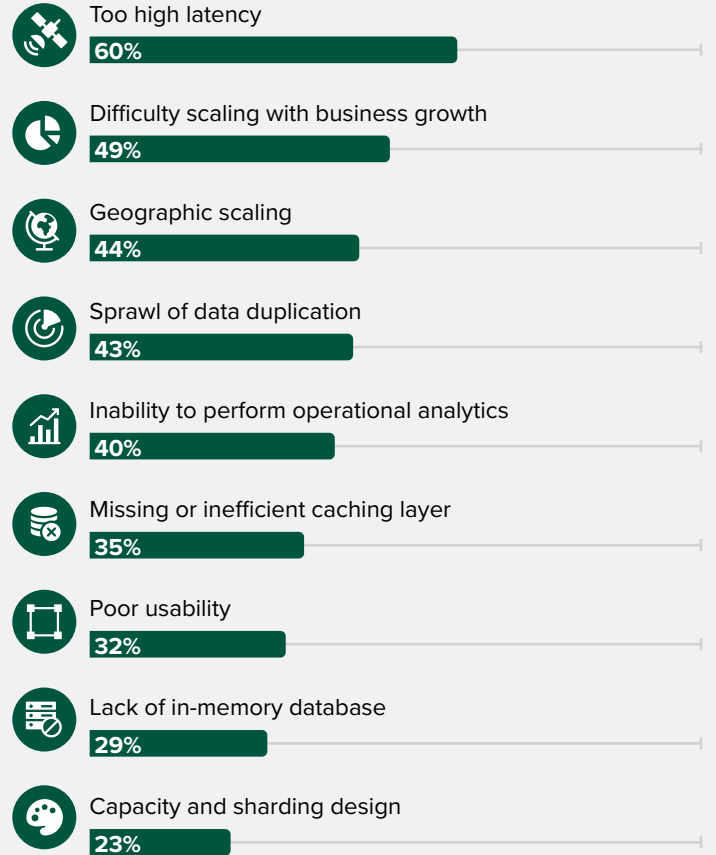 Too high latency
60%
Difficulty scaling with business growth
49%
Geographic scaling
44%
Sprawl of data duplication
43%
Inability to perform operational analytics
40%
Missing or inefficient caching layer
35%
Poor usability
32%
Lack of in-memory database
29%
Capacity and sharding design
23%